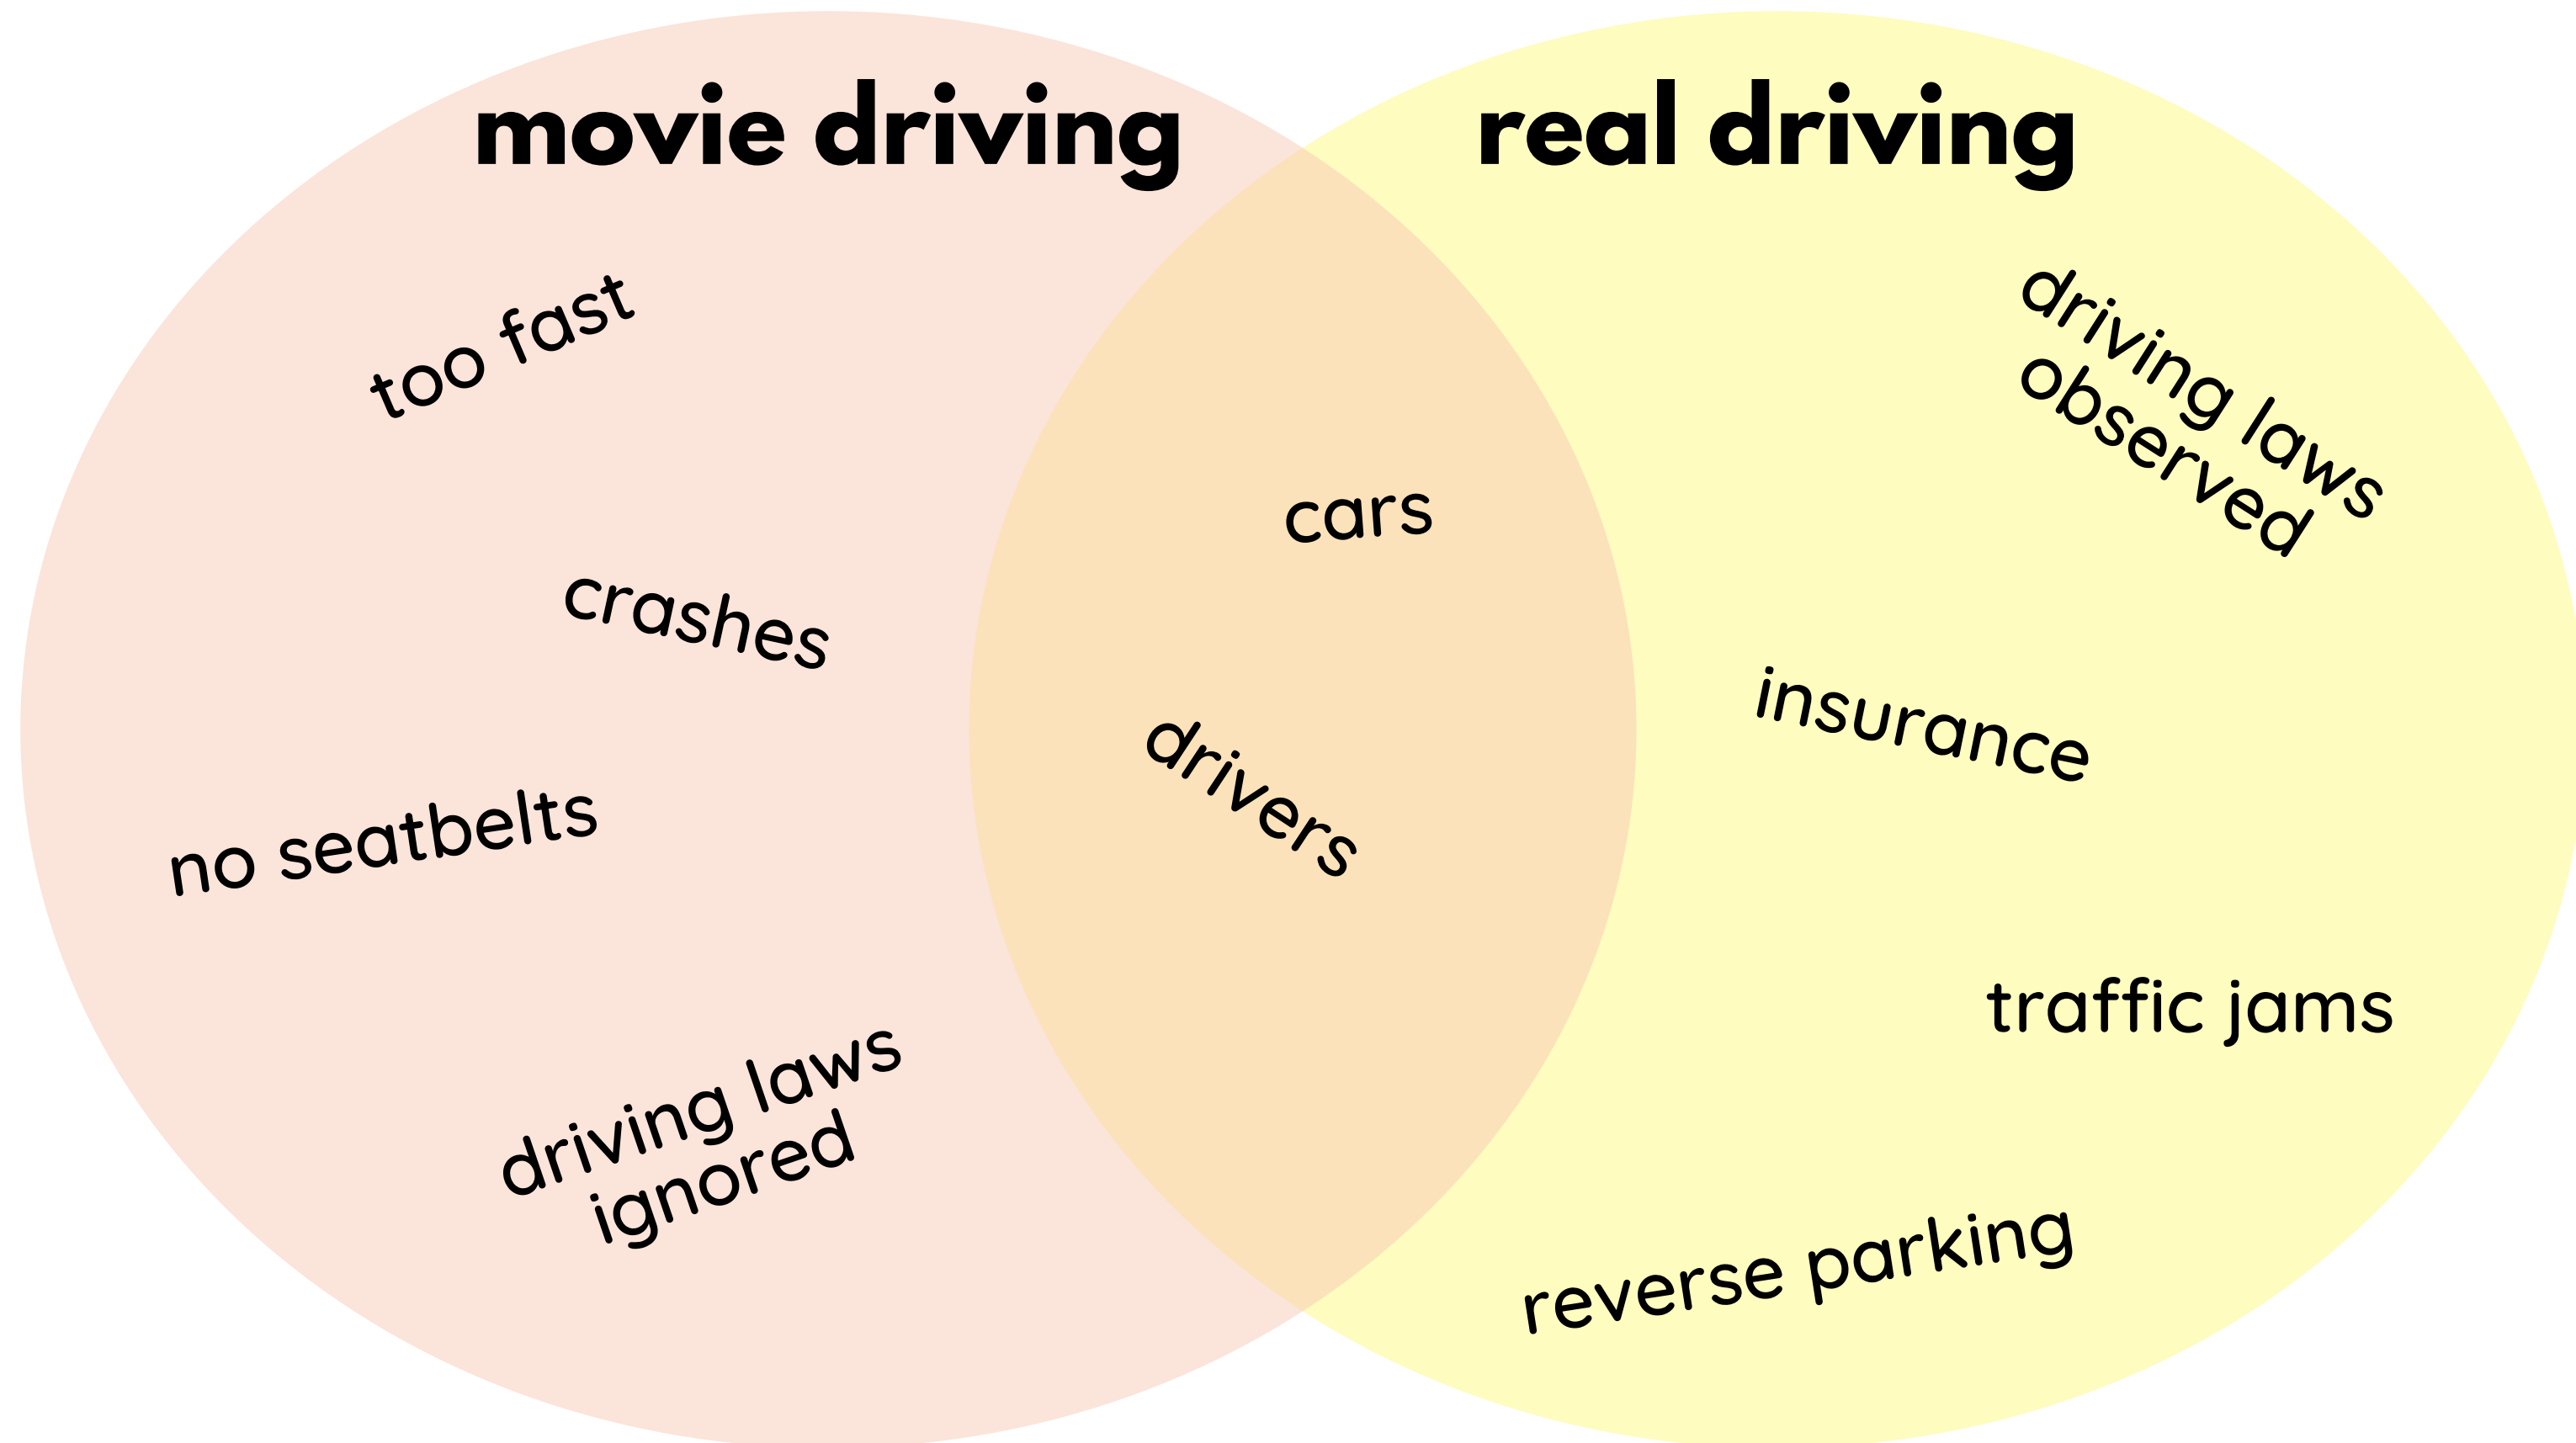 movie driving
too fast
crashes
no seatbelts
driving laws
ignored
cars
drivers
real driving
driving laws
observed
insurance
traffic jams
reverse parking